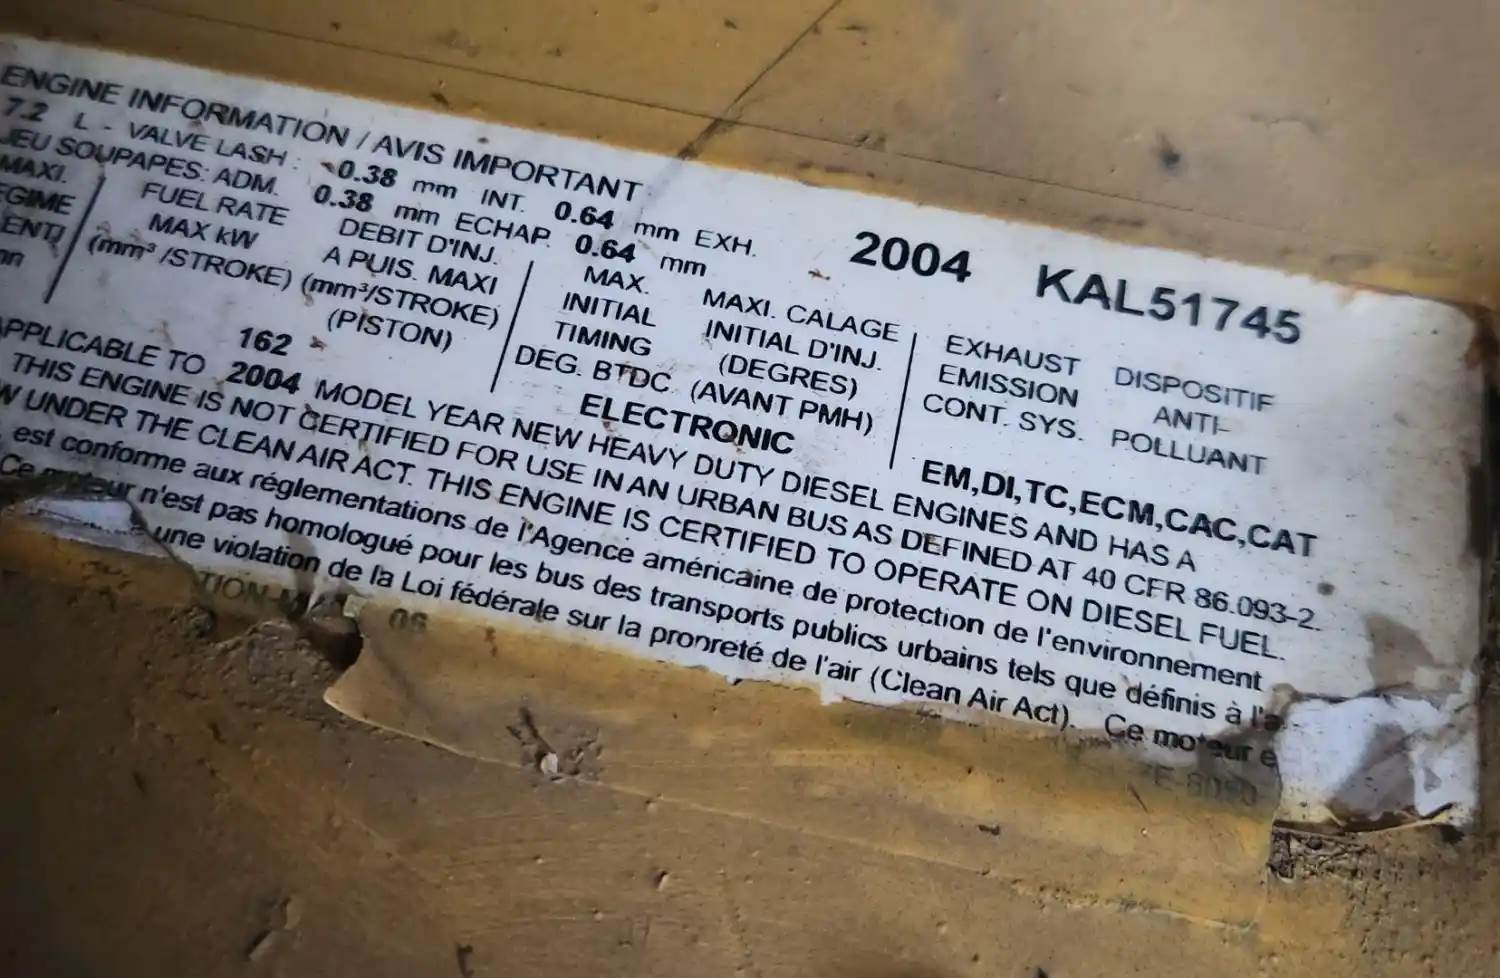 ENGINE INFORMATION / AVIS IMPORTANT
7.2 L - VALVE LASH : 0.38 mm INT. 0.64 mm EXH.
JEU SOUPAPES: ADM. 0.38 mm ECHAP. 0.64 mm
2004 KAL51745
MAXI.
ENTI
FUEL RATE
MAX kW
(mm³ /STROKE)
162
DEBIT D'INJ.
A PUIS. MAXI
(mm³/STROKE)
(PISTON)
MAX.
INITIAL
TIMING
DEG. BTDC
MAXI. CALAGE
INITIAL D'INJ.
(DEGRES)
(AVANT PMH)
ELECTRONIC
EXHAUST
EMISSION
CONT. SYS.
DISPOSITIF
ANTI-
POLLUANT
EM,DI,TC,ECM,CAC,CAT
APPLICABLE TO 2004 MODEL YEAR NEW HEAVY DUTY DIESEL ENGINES AND HAS A
THIS ENGINE IS NOT CERTIFIED FOR USE IN AN URBAN BUS AS DEFINED AT 40 CFR 86.093-2.
UNDER THE CLEAN AIR ACT. THIS ENGINE IS CERTIFIED TO OPERATE ON DIESEL FUEL.
est conforme aux réglementations de l'Agence américaine de protection de l'environnement
Ce n'est pas homologué pour les bus des transports publics urbains tels que définis à l'a
une violation de la Loi fédérale sur la propreté de l'air (Clean Air Act). Ce moteur e